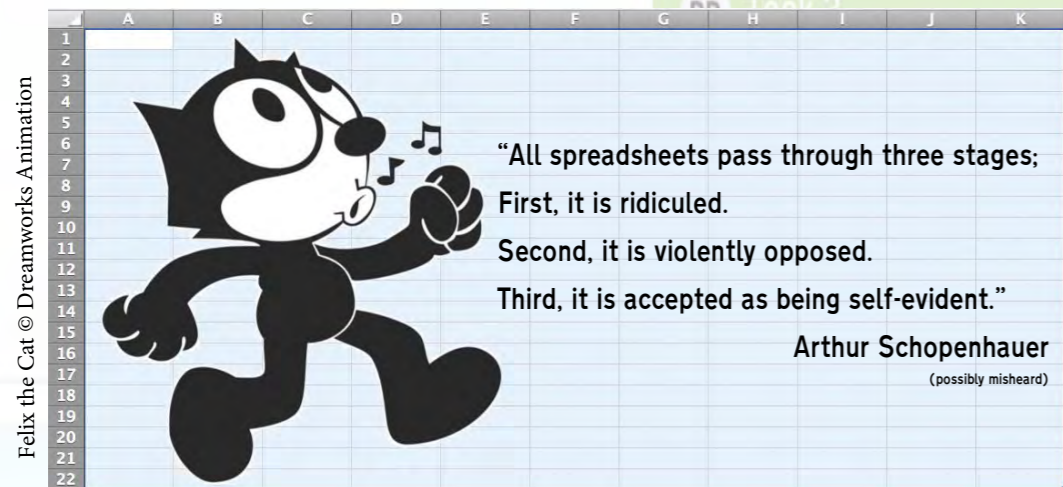 A B C D E F G H I J K
1
2
3
4
5
6
7
8
9
10
11
12
13
14
15
16
17
18
19
20
21
22
Felix the Cat © Dreamworks Animation
“All spreadsheets pass through three stages;
First, it is ridiculed.
Second, it is violently opposed.
Third, it is accepted as being self-evident.”
Arthur Schopenhauer
(possibly misheard)